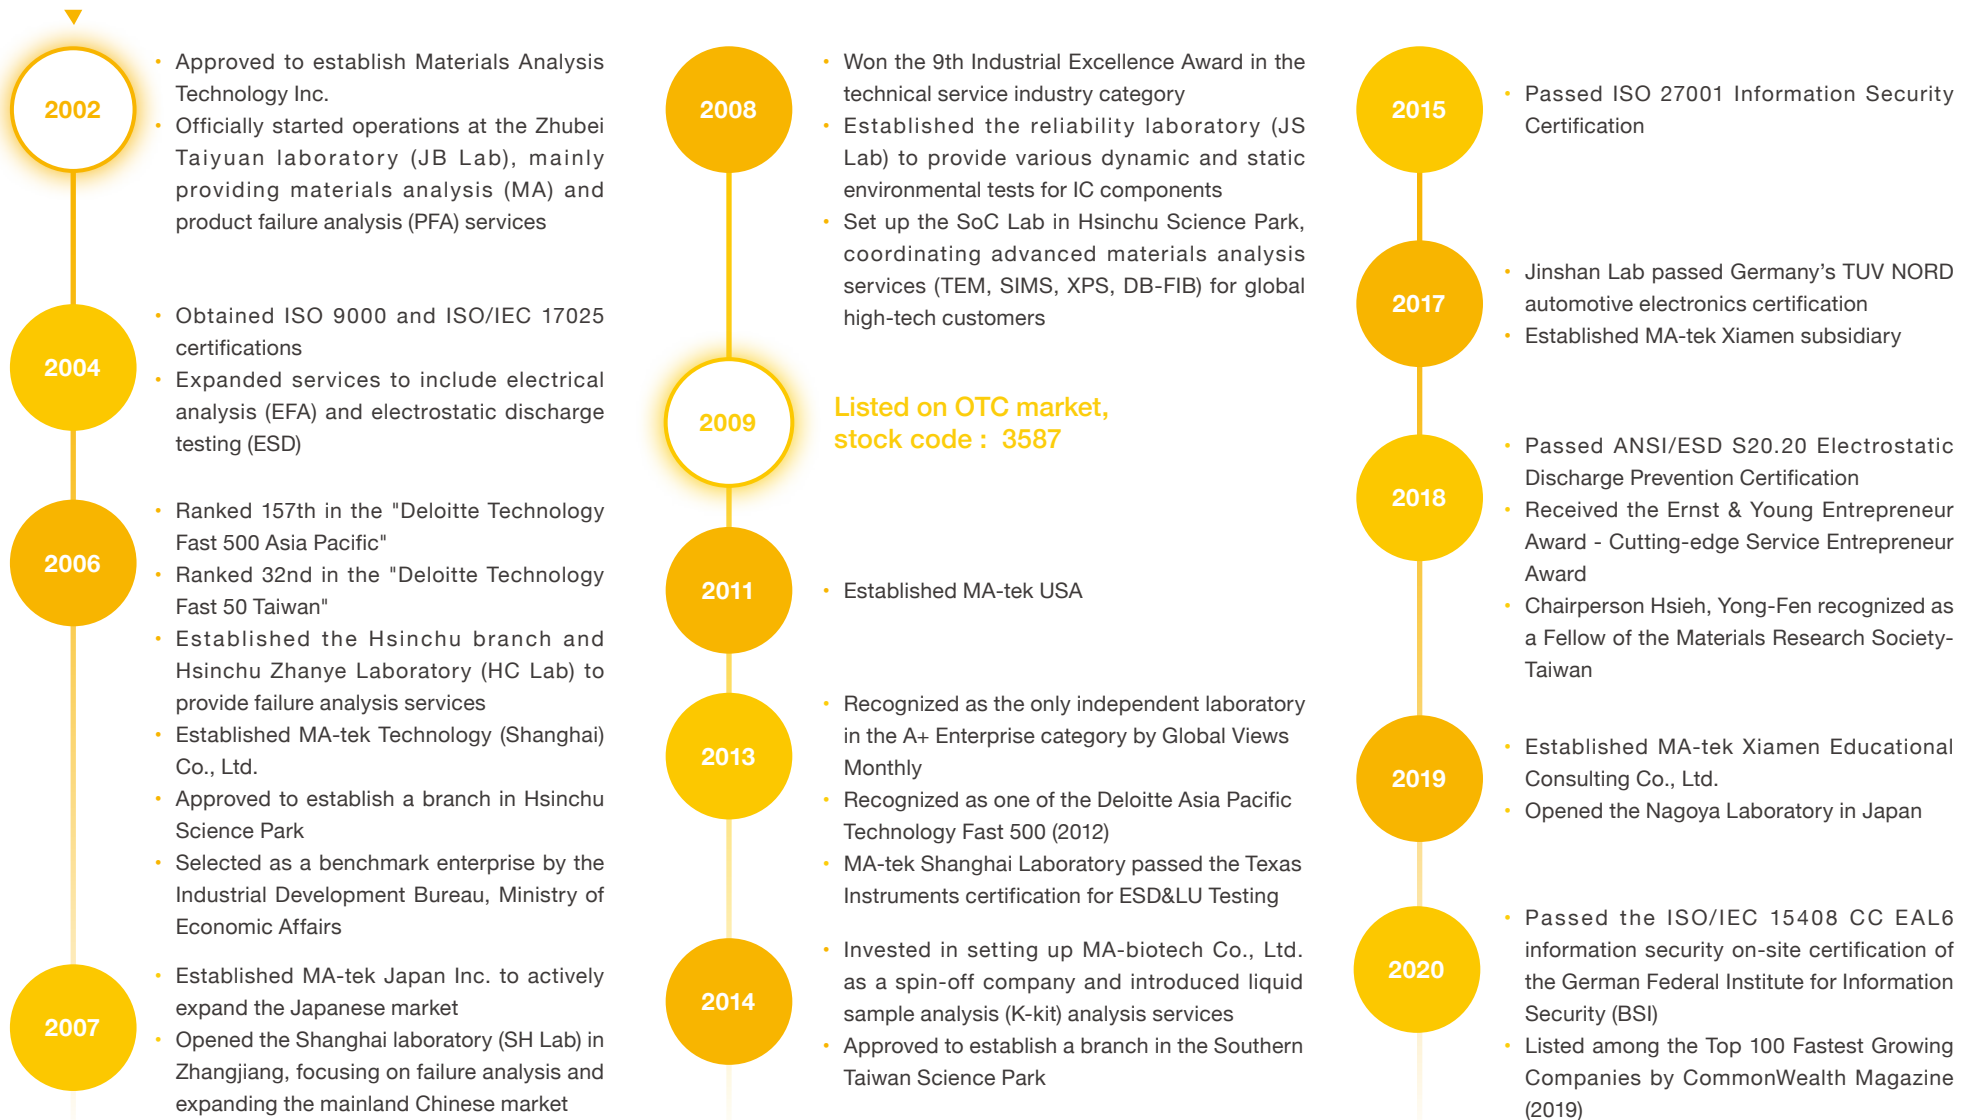 2002
• Approved to establish Materials Analysis
Technology Inc.
• Officially started operations at the Zhubei
Taiyuan laboratory (JB Lab), mainly
providing materials analysis (MA) and
product failure analysis (PFA) services
2004
• Obtained ISO 9000 and ISO/IEC 17025
certifications
• Expanded services to include electrical
analysis (EFA) and electrostatic discharge
testing (ESD)
2006
• Ranked 157th in the "Deloitte Technology
Fast 500 Asia Pacific"
• Ranked 32nd in the "Deloitte Technology
Fast 50 Taiwan"
• Established the Hsinchu branch and
Hsinchu Zhanye Laboratory (HC Lab) to
provide failure analysis services
• Established MA-tek Technology (Shanghai)
Co., Ltd.
• Approved to establish a branch in Hsinchu
Science Park
• Selected as a benchmark enterprise by the
Industrial Development Bureau, Ministry of
Economic Affairs
2007
• Established MA-tek Japan Inc. to actively
expand the Japanese market
• Opened the Shanghai laboratory (SH Lab) in
Zhangjiang, focusing on failure analysis and
expanding the mainland Chinese market
2008
• Won the 9th Industrial Excellence Award in the
technical service industry category
• Established the reliability laboratory (JS
Lab) to provide various dynamic and static
environmental tests for IC components
• Set up the SoC Lab in Hsinchu Science Park,
coordinating advanced materials analysis
services (TEM, SIMS, XPS, DB-FIB) for global
high-tech customers
2009
Listed on OTC market,
stock code : 3587
2011
• Established MA-tek USA
2013
• Recognized as the only independent laboratory
in the A+ Enterprise category by Global Views
Monthly
• Recognized as one of the Deloitte Asia Pacific
Technology Fast 500 (2012)
• MA-tek Shanghai Laboratory passed the Texas
Instruments certification for ESD&LU Testing
2014
• Invested in setting up MA-biotech Co., Ltd.
as a spin-off company and introduced liquid
sample analysis (K-kit) analysis services
• Approved to establish a branch in the Southern
Taiwan Science Park
2015
• Passed ISO 27001 Information Security
Certification
2017
• Jinshan Lab passed Germany's TUV NORD
automotive electronics certification
• Established MA-tek Xiamen subsidiary
2018
• Passed ANSI/ESD S20.20 Electrostatic
Discharge Prevention Certification
• Received the Ernst & Young Entrepreneur
Award - Cutting-edge Service Entrepreneur
Award
• Chairperson Hsieh, Yong-Fen recognized as
a Fellow of the Materials Research Society-
Taiwan
2019
• Established MA-tek Xiamen Educational
Consulting Co., Ltd.
• Opened the Nagoya Laboratory in Japan
2020
• Passed the ISO/IEC 15408 CC EAL6
information security on-site certification of
the German Federal Institute for Information
Security (BSI)
• Listed among the Top 100 Fastest Growing
Companies by CommonWealth Magazine
(2019)